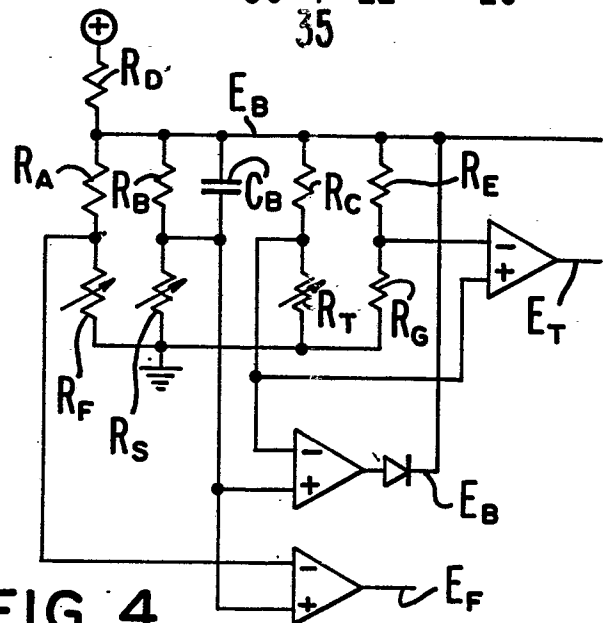 35
R_D
E_B
R_A
R_B
C_B
R_C
R_E
R_T
R_G
E_T
R_F
R_S
E_B
E_F
- +
- +
- +
+
FIG 4